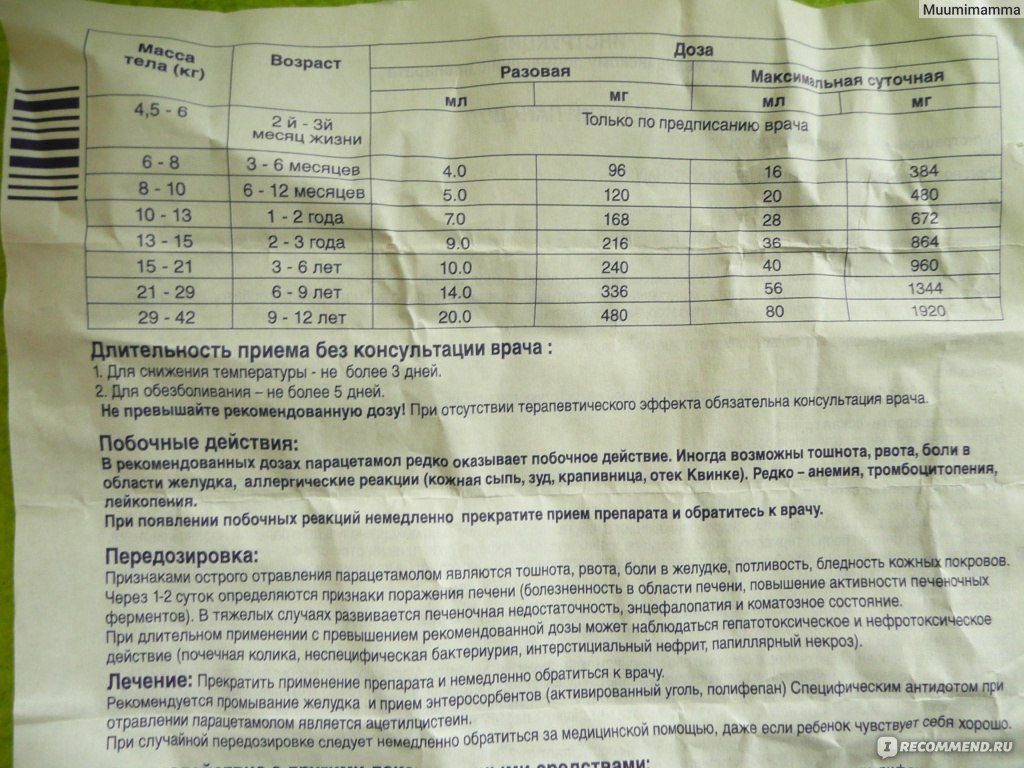 Muumimamma
Масса тела (кг) Возраст Доза
Разовая Максимальная суточная
мл мг мл мг
4,5 - 6 2 й - 3й месяц жизни Только по предписанию врача
6 - 8 3 - 6 месяцев 4.0 96 16 384
8 - 10 6 - 12 месяцев 5.0 120 20 480
10 - 13 1 - 2 года 7.0 168 28 672
13 - 15 2 - 3 года 9.0 216 36 864
15 - 21 3 - 6 лет 10.0 240 40 960
21 - 29 6 - 9 лет 14.0 336 56 1344
29 - 42 9 - 12 лет 20.0 480 80 1920
Длительность приема без консультации врача :
1. Для снижения температуры - не более 3 дней.
2. Для обезболивания – не более 5 дней.
Не превышайте рекомендованную дозу! При отсутствии терапевтического эффекта обязательна консультация врача.
Побочные действия:
В рекомендованных дозах парацетамол редко оказывает побочное действие. Иногда возможны тошнота, рвота, боли в
области желудка, аллергические реакции (кожная сыпь, зуд, крапивница, отек Квинке). Редко – анемия, тромбоцитопения,
лейкопения.
При появлении побочных реакций немедленно прекратите прием препарата и обратитесь к врачу.
Передозировка:
Признаками острого отравления парацетамолом являются тошнота, рвота, боли в желудке, потливость, бледность кожных покровов.
Через 1-2 суток определяются признаки поражения печени (болезненность в области печени, повышение активности печеночных
ферментов). В тяжелых случаях развивается печеночная недостаточность, энцефалопатия и коматозное состояние.
При длительном применении с превышением рекомендованной дозы может наблюдаться гепатотоксическое и нефротоксическое
действие (почечная колика, неспецифическая бактериурия, интерстициальный нефрит, папиллярный некроз).
Лечение: Прекратить применение препарата и немедленно обратиться к врачу.
Рекомендуется промывание желудка и прием энтеросорбентов (активированный уголь, полифепан) Специфическим антидотом при
отравлении парацетамолом является ацетилцистеин.
При случайной передозировке следует немедленно обратиться за медицинской помощью, даже если ребенок чувствует себя хорошо.
средствами:
I RECOMMEND.RU